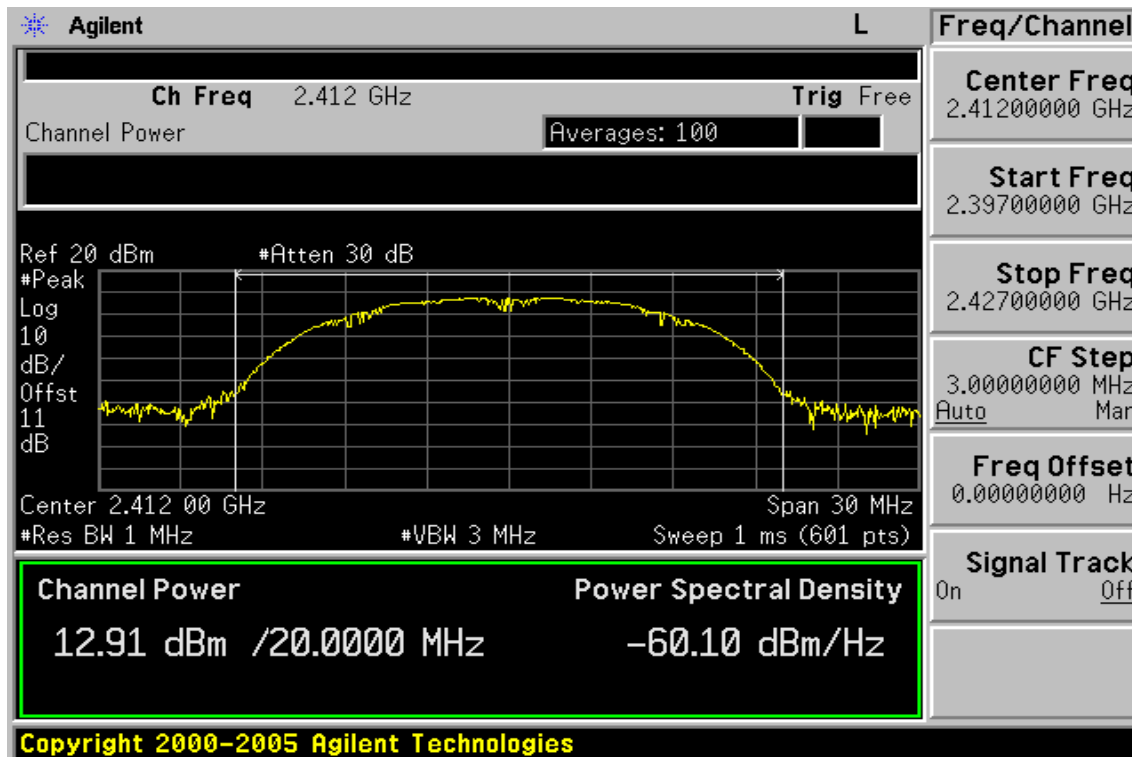 Agilent L Freq/Channel
Ch Freq 2.412 GHz Trig Free
Channel Power Averages: 100
Ref 20 dBm #Atten 30 dB
#Peak
Log
10
dB/
Offst
11
dB
Center 2.412 00 GHz Span 30 MHz
#Res BW 1 MHz #VBW 3 MHz Sweep 1 ms (601 pts)
Channel Power Power Spectral Density
12.91 dBm /20.0000 MHz -60.10 dBm/Hz
Copyright 2000-2005 Agilent Technologies
Center Freq
2.41200000 GHz
Start Freq
2.39700000 GHz
Stop Freq
2.42700000 GHz
CF Step
3.00000000 MHz
Auto Man
Freq Offset
0.00000000 Hz
Signal Track
On Off